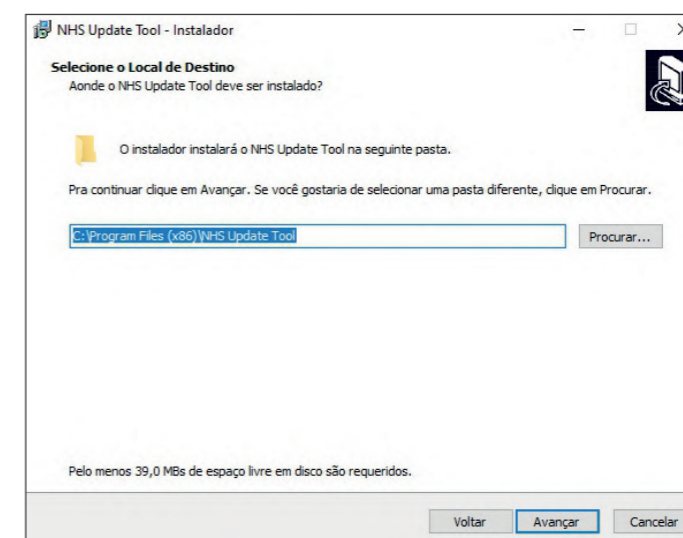 NHS Update Tool - Instalador
Selecione o Local de Destino
Aonde o NHS Update Tool deve ser instalado?
O instalador instalará o NHS Update Tool na seguinte pasta.
Pra continuar clique em Avançar. Se você gostaria de selecionar uma pasta diferente, clique em Procurar.
C:\Program Files (x86)\NHS Update Tool
Procurar...
Pelo menos 39,0 MBs de espaço livre em disco são requeridos.
Voltar Avançar Cancelar